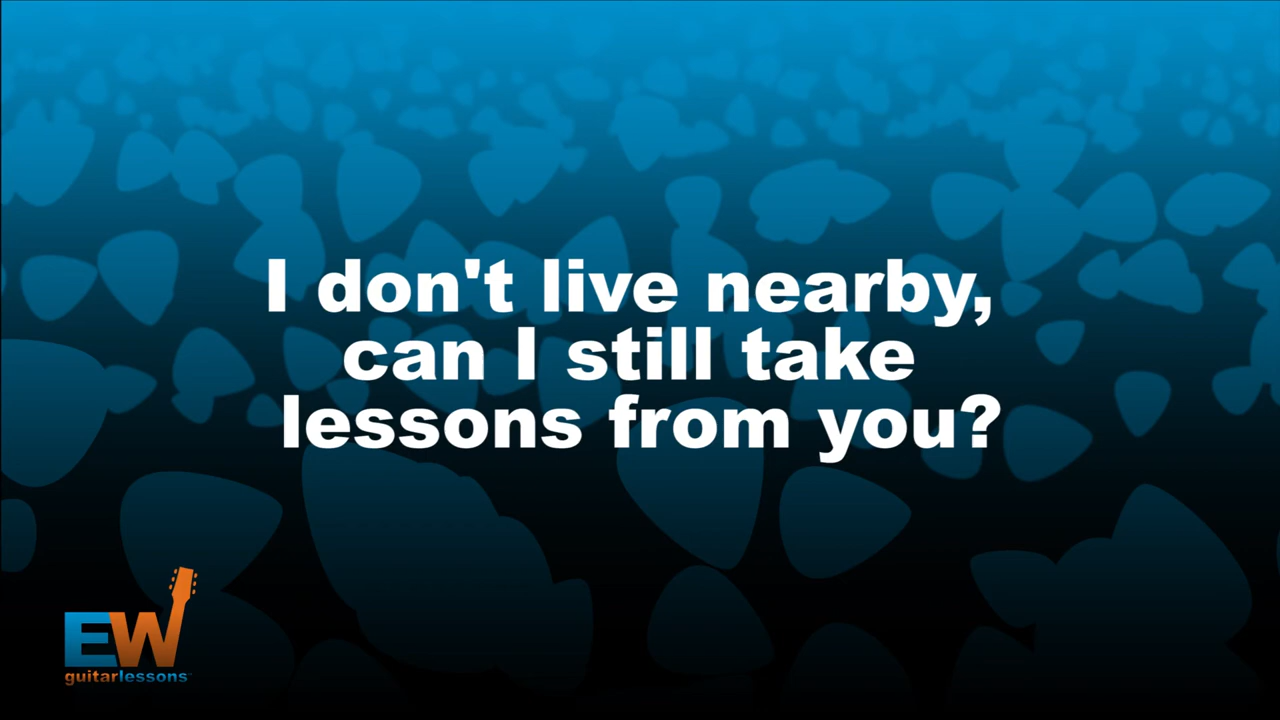 I don't live nearby,
can I still take
lessons from you?
EW
guitarlessons